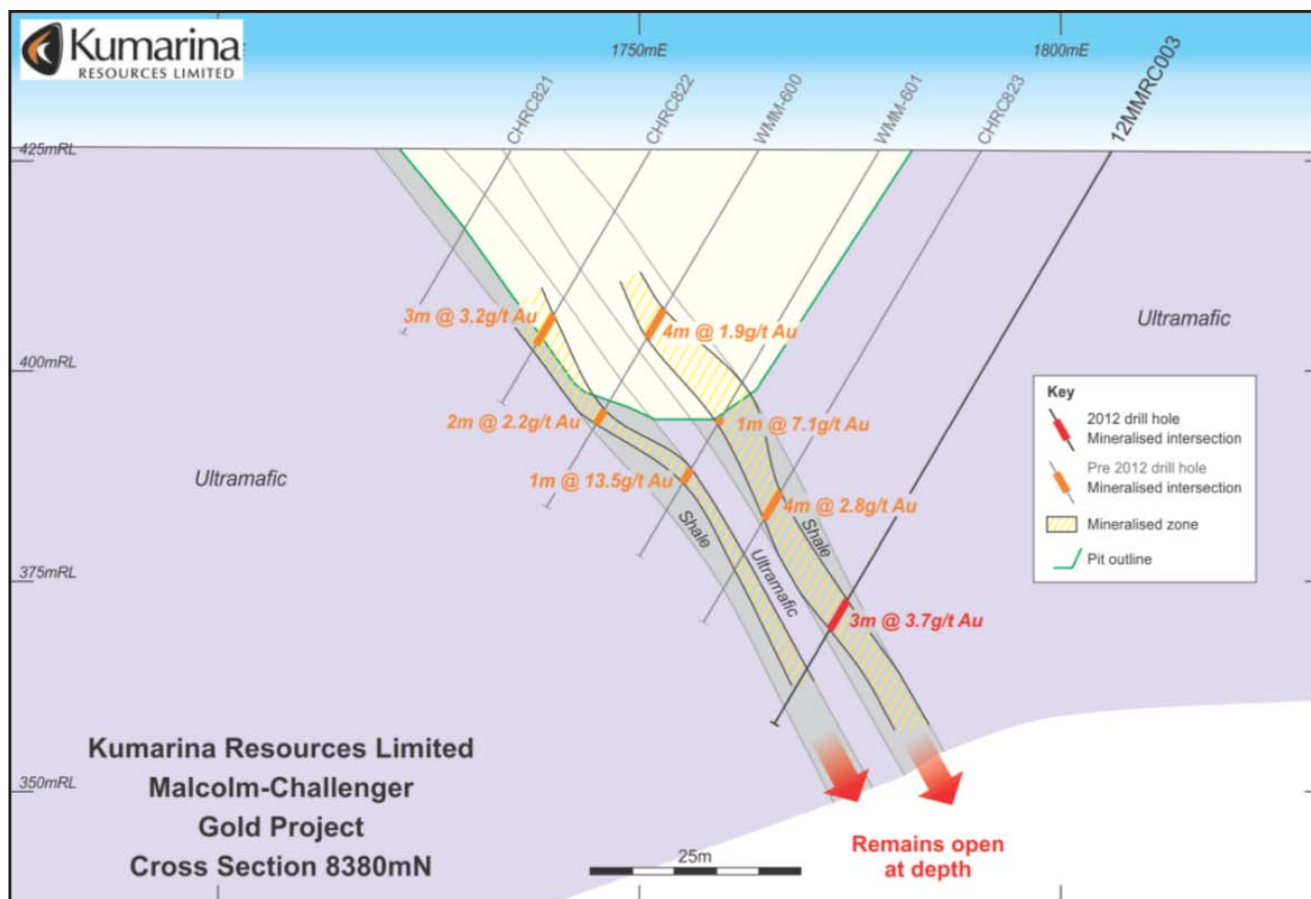 Kumarina
RESOURCES LIMITED
1750mE
1800mE
CHRC821
CHRC822
WMM-600
WMM-601
CHRC823
12MMRC003
425mRL
400mRL
375mRL
350mRL
3m @ 3.2g/t Au
4m @ 1.9g/t Au
2m @ 2.2g/t Au
1m @ 7.1g/t Au
1m @ 13.5g/t Au
4m @ 2.8g/t Au
3m @ 3.7g/t Au
Ultramafic
Ultramafic
Shale
Ultramafic
Shale
Key
2012 drill hole
Mineralised intersection
Pre 2012 drill hole
Mineralised intersection
Mineralised zone
Pit outline
Kumarina Resources Limited
Malcolm-Challenger
Gold Project
Cross Section 8380mN
25m
Remains open
at depth